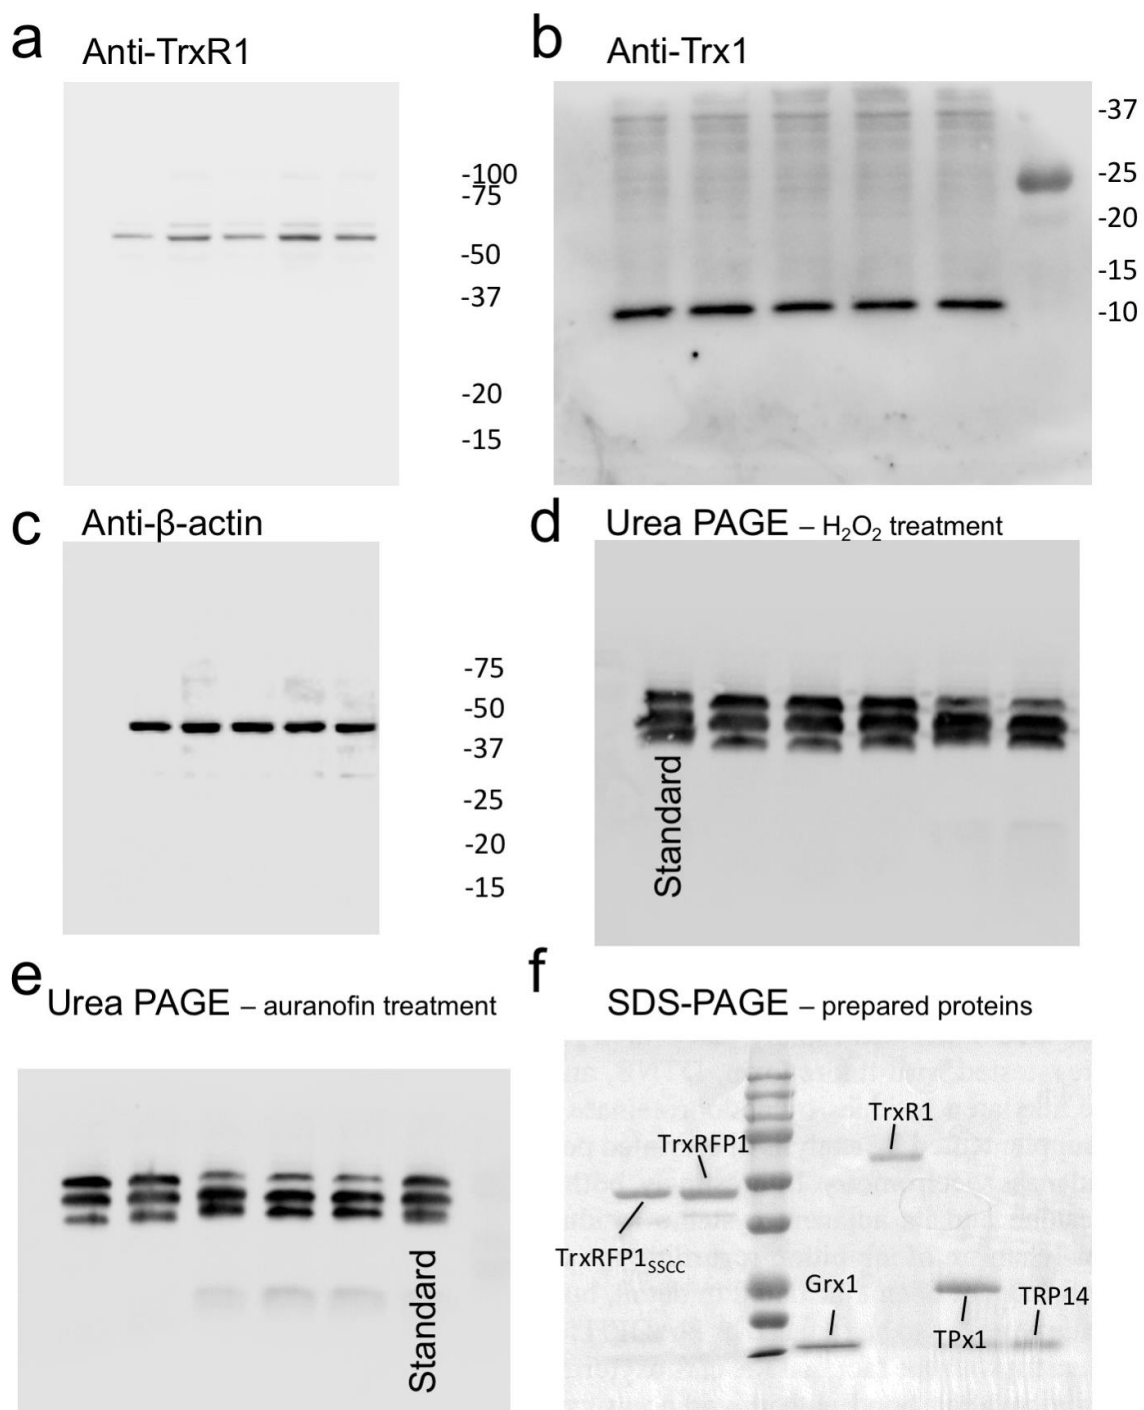 a
Anti-TrxR1
-100
-75
-50
-37
-20
-15
b
Anti-Trx1
-37
-25
-20
-15
-10
c
Anti-β-actin
-75
-50
-37
-25
-20
-15
d
Urea PAGE – H₂O₂ treatment
Standard
e
Urea PAGE – auranofin treatment
Standard
f
SDS-PAGE – prepared proteins
TrxR1
TrxRFP1
TrxRFP1SSCC
Grx1
TRP14
TPx1